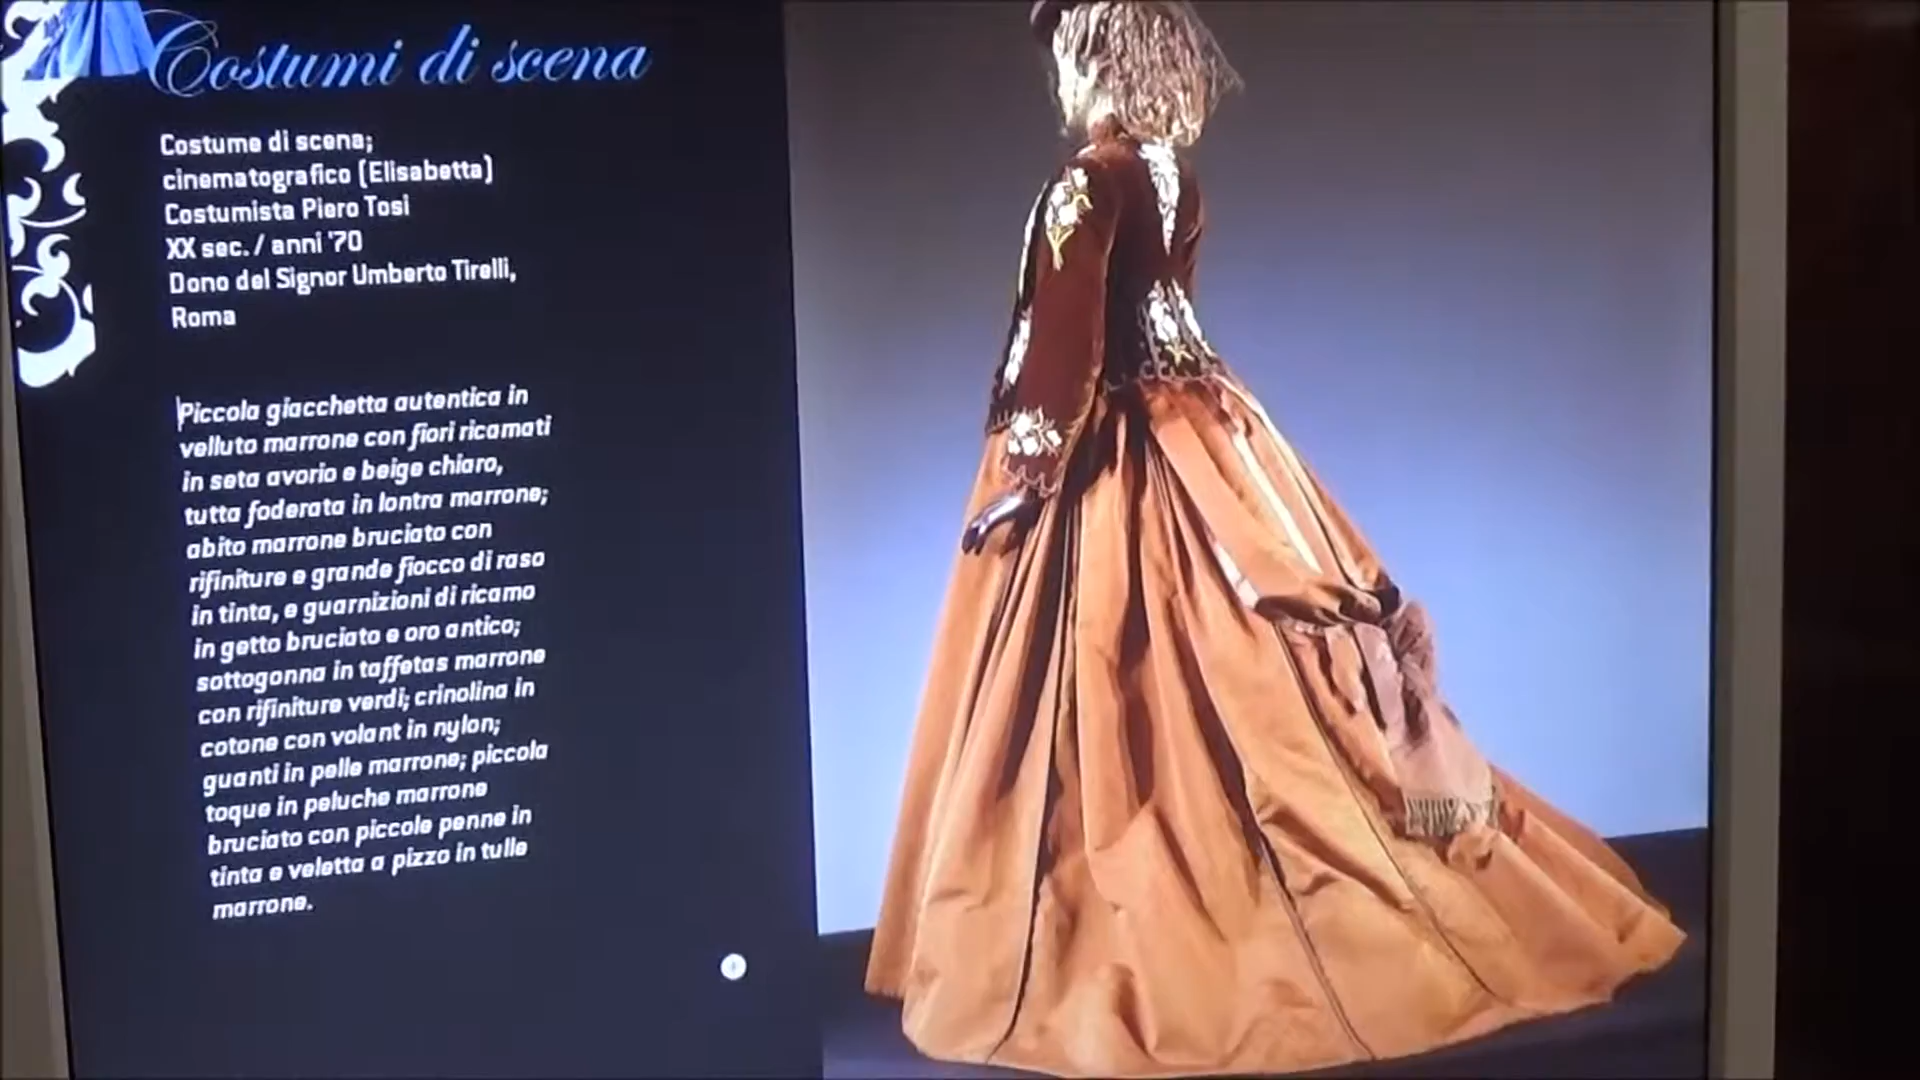 Costumi di scena
Costume di scena;
cinematografico (Elisabetta)
Costumista Piero Tosi
XX sec. / anni '70
Dono del Signor Umberto Tirelli,
Roma
Piccola giacchetta autentica in
velluto marrone con fiori ricamati
in seta avorio e beige chiaro,
tutta foderata in lontra marrone;
abito marrone bruciato con
rifiniture e grande fiocco di raso
in tinta, e guarnizioni di ricamo
in getto bruciato e oro antico;
sottogonna in taffetas marrone
con rifiniture verdi; crinolina in
cotone con volant in nylon;
guanti in pelle marrone; piccola
toque in peluche marrone
bruciato con piccole penne in
tinta e veletta a pizzo in tulle
marrone.